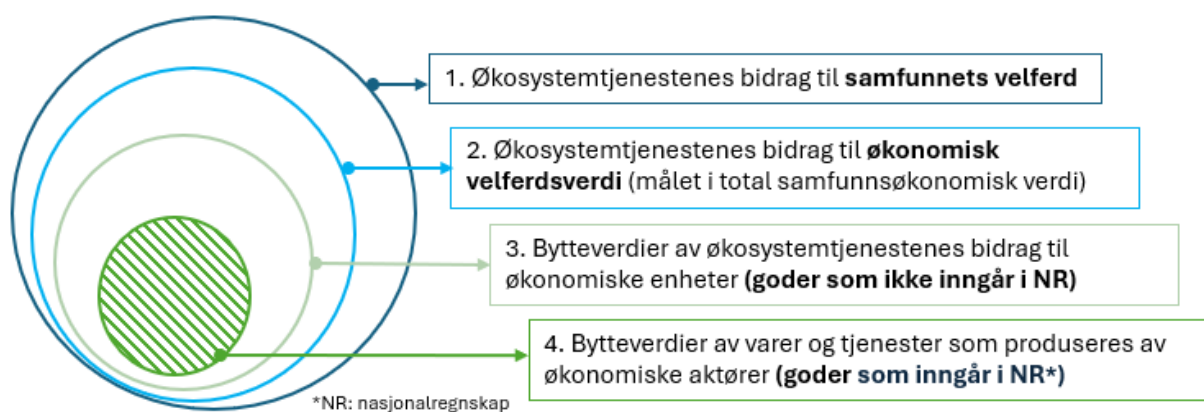 1. Økosystemtjenestenes bidrag til samfunnets velferd
2. Økosystemtjenestenes bidrag til økonomisk
velferdsverdi (målet i total samfunnsøkonomisk verdi)
3. Bytteverdier av økosystemtjenestenes bidrag til
økonomiske enheter (goder som ikke inngår i NR)
4. Bytteverdier av varer og tjenester som produseres av
økonomiske aktører (goder som inngår i NR*)
*NR: nasjonalregnskap